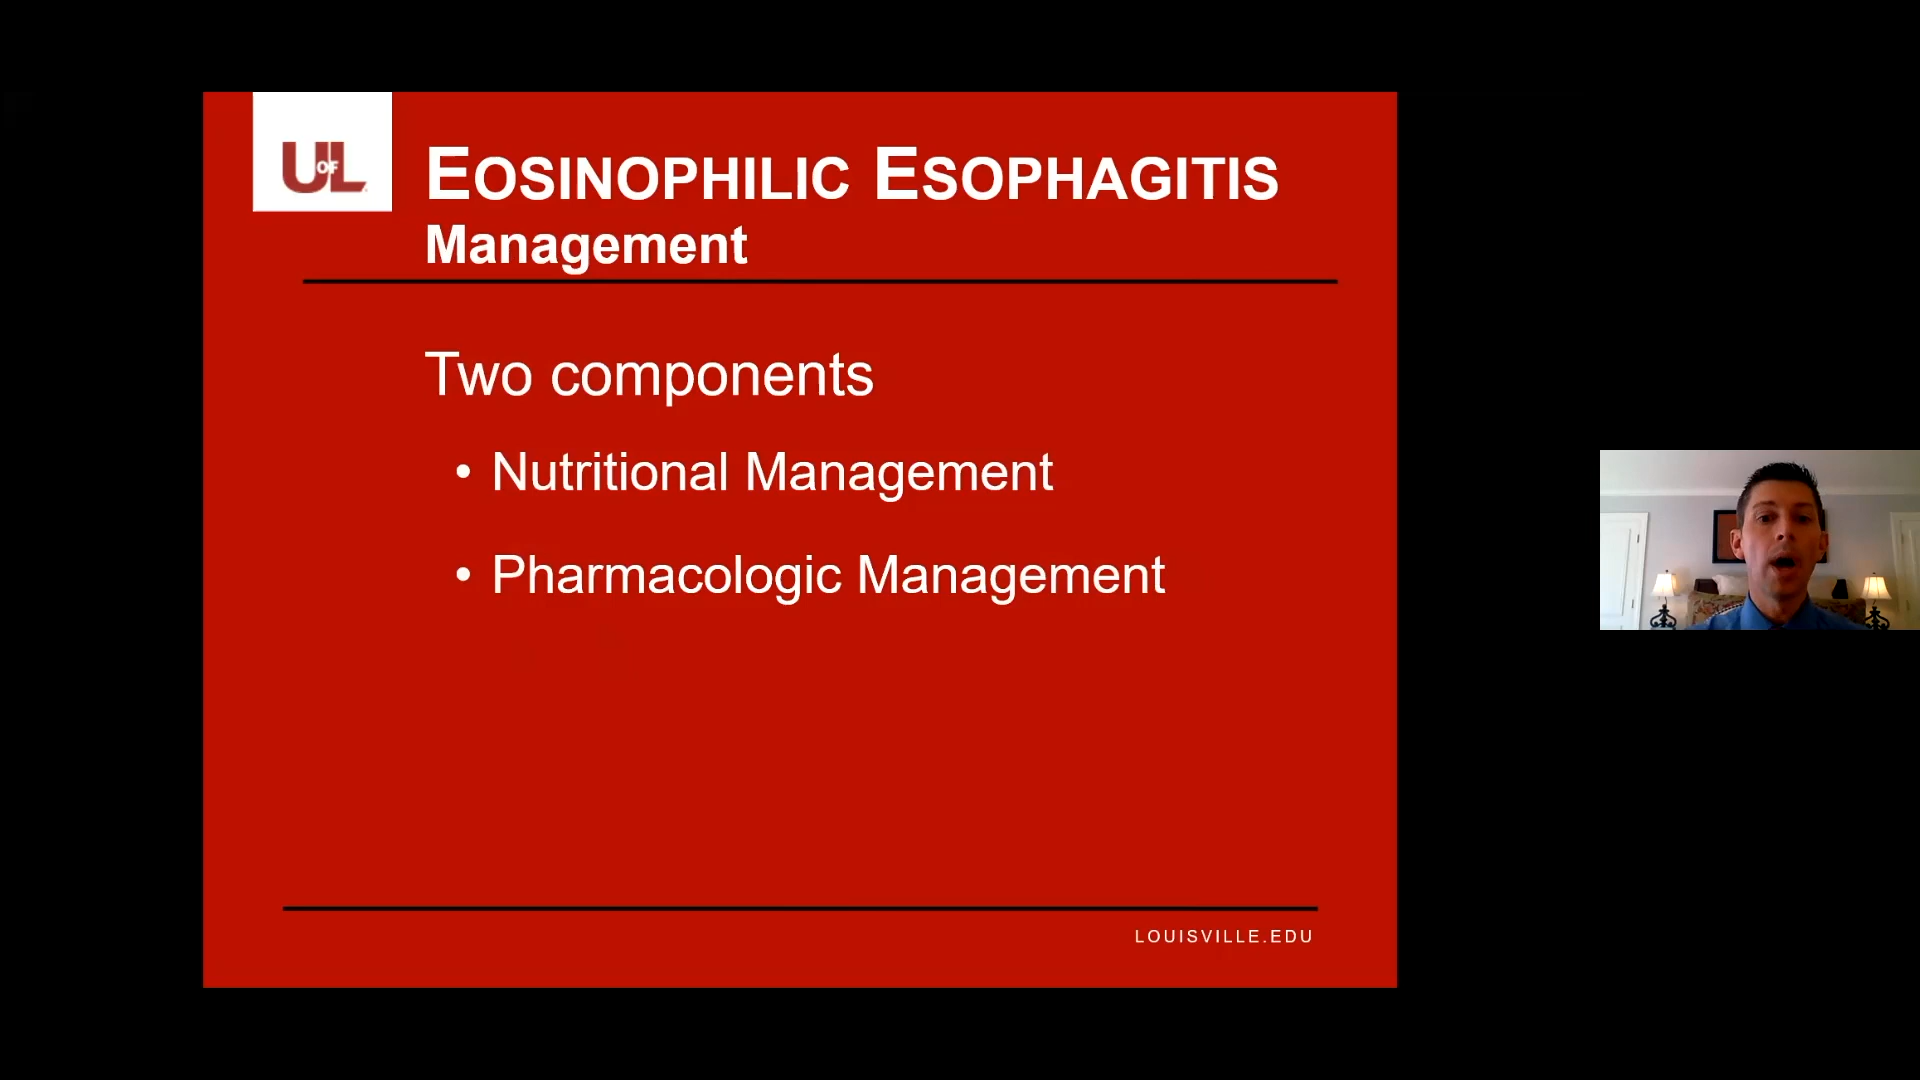 UOFL
EOSINOPHILIC ESOPHAGITIS
Management
Two components
• Nutritional Management
• Pharmacologic Management
LOUISVILLE.EDU